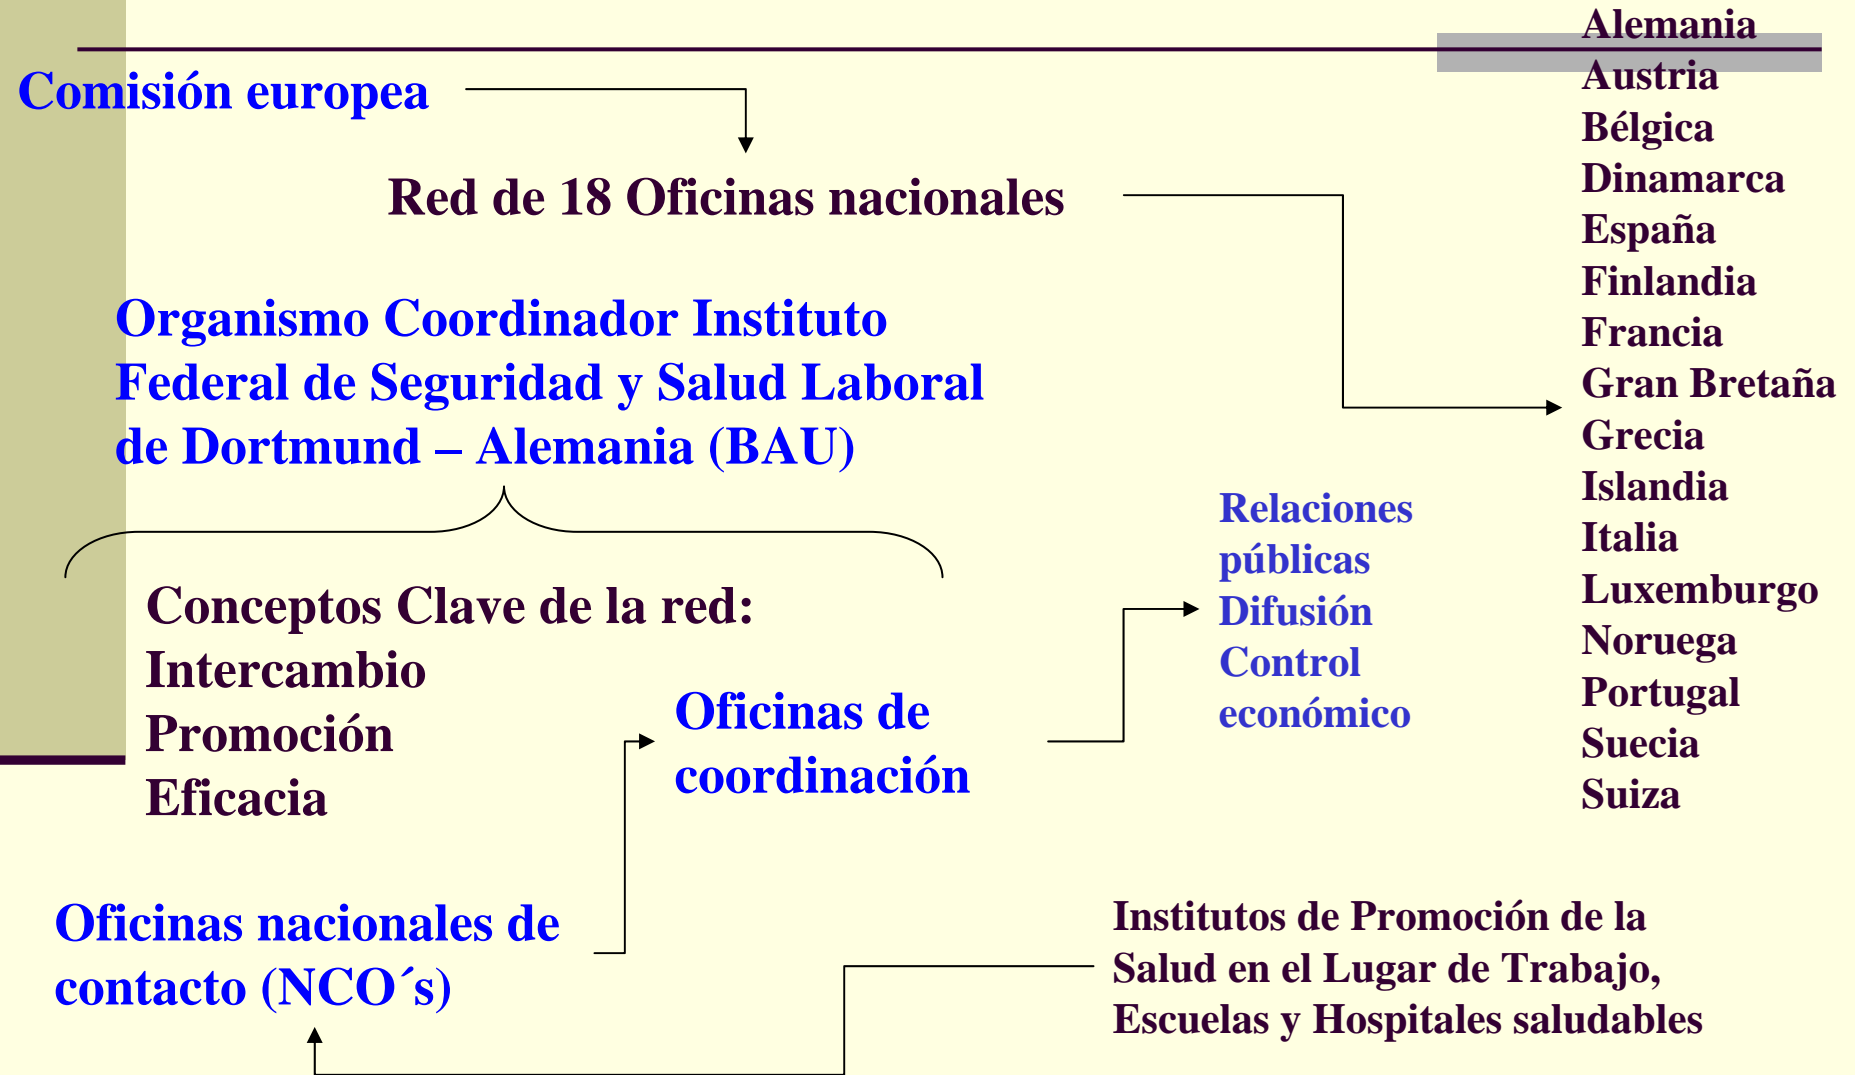 Comisión europea
Red de 18 Oficinas nacionales
Organismo Coordinador Instituto
Federal de Seguridad y Salud Laboral
de Dortmund – Alemania (BAU)
Conceptos Clave de la red:
Intercambio
Promoción
Eficacia
Oficinas de
coordinación
Relaciones
públicas
Difusión
Control
económico
Oficinas nacionales de
contacto (NCO´s)
Institutos de Promoción de la
Salud en el Lugar de Trabajo,
Escuelas y Hospitales saludables
Alemania
Austria
Bélgica
Dinamarca
España
Finlandia
Francia
Gran Bretaña
Grecia
Islandia
Italia
Luxemburgo
Noruega
Portugal
Suecia
Suiza